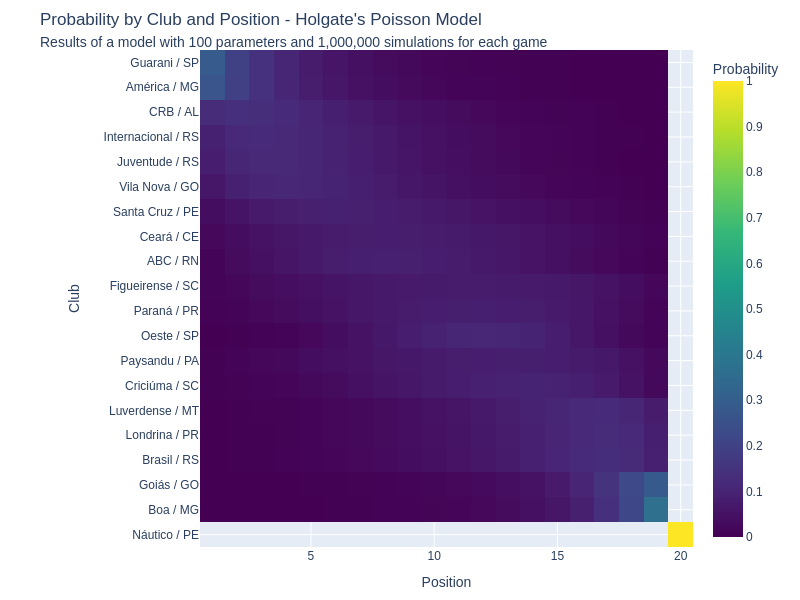 Probability by Club and Position - Holgate's Poisson Model
Results of a model with 100 parameters and 1,000,000 simulations for each game
Guarani / SP
América / MG
CRB / AL
Internacional / RS
Juventude / RS
Vila Nova / GO
Santa Cruz / PE
Ceará / CE
ABC / RN
Figueirense / SC
Paraná / PR
Oeste / SP
Paysandu / PA
Criciúma / SC
Luverdense / MT
Londrina / PR
Brasil / RS
Goiás / GO
Boa / MG
Náutico / PE
Club
5
10
15
20
Position
Probability
1
0.9
0.8
0.7
0.6
0.5
0.4
0.3
0.2
0.1
0